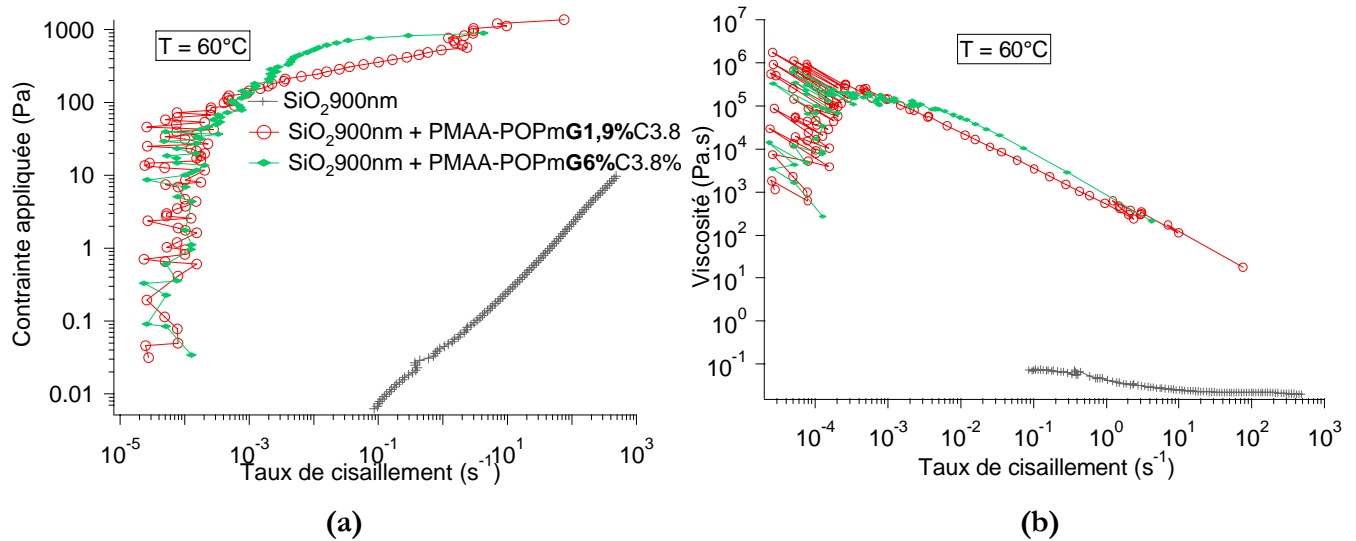 T = 60°C
Contrainte appliquée (Pa)
1000
100
10
1
0.1
0.01
SiO₂900nm
SiO₂900nm + PMAA-POPmG1,9%C3.8
SiO₂900nm + PMAA-POPmG6%C3.8%
10⁻⁵
10⁻³
10⁻¹
10¹
10³
Taux de cisaillement (s⁻¹)
(a)
T = 60°C
Viscosité (Pa.s)
10⁷
10⁶
10⁵
10⁴
10³
10²
10¹
10⁰
10⁻¹
10⁻⁴
10⁻³
10⁻²
10⁻¹
10⁰
10¹
10²
10³
Taux de cisaillement (s⁻¹)
(b)